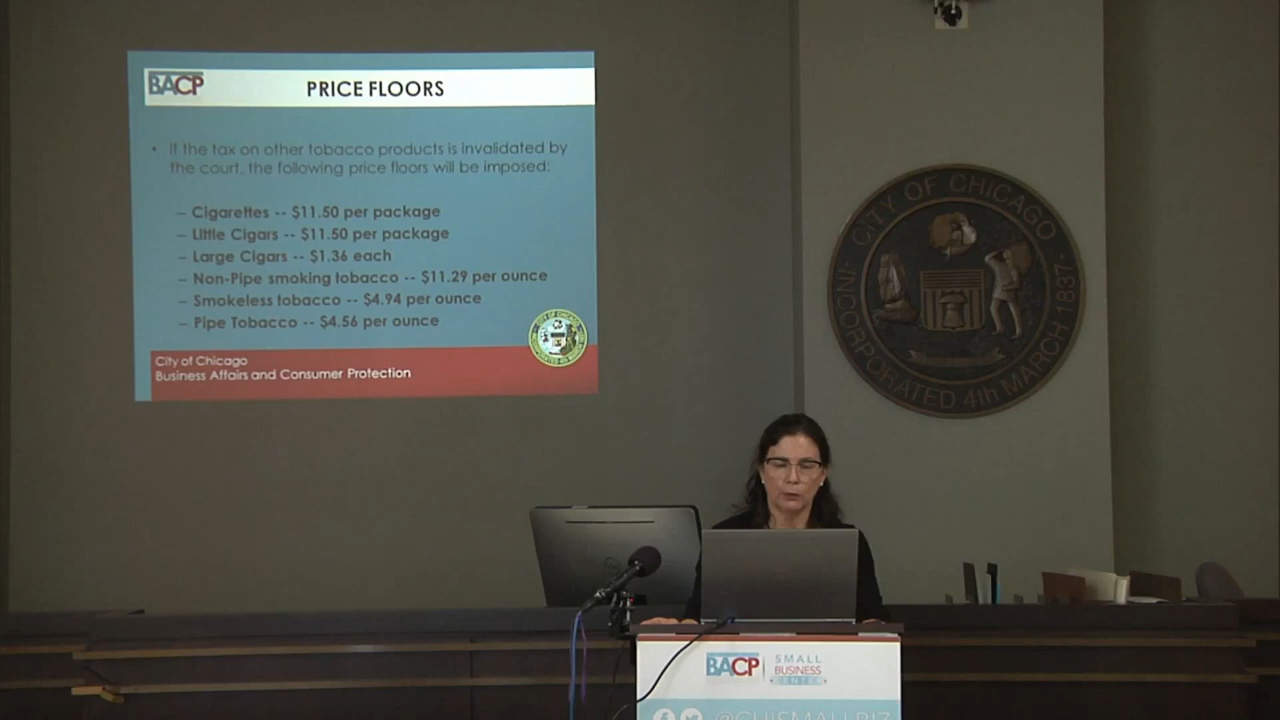 BACP
PRICE FLOORS
• If the tax on other tobacco products is invalidated by
the court, the following price floors will be imposed:
– Cigarettes -- $11.50 per package
– Little Cigars -- $11.50 per package
– Large Cigars -- $1.36 each
– Non-Pipe smoking tobacco -- $11.29 per ounce
– Smokeless tobacco -- $4.94 per ounce
– Pipe Tobacco -- $4.56 per ounce
City of Chicago
Business Affairs and Consumer Protection
CITY OF CHICAGO
INCORPORATED 4th MARCH 1837
BACP
SMALL
BUSINESS
CENTER
@CHISMALLBIZ